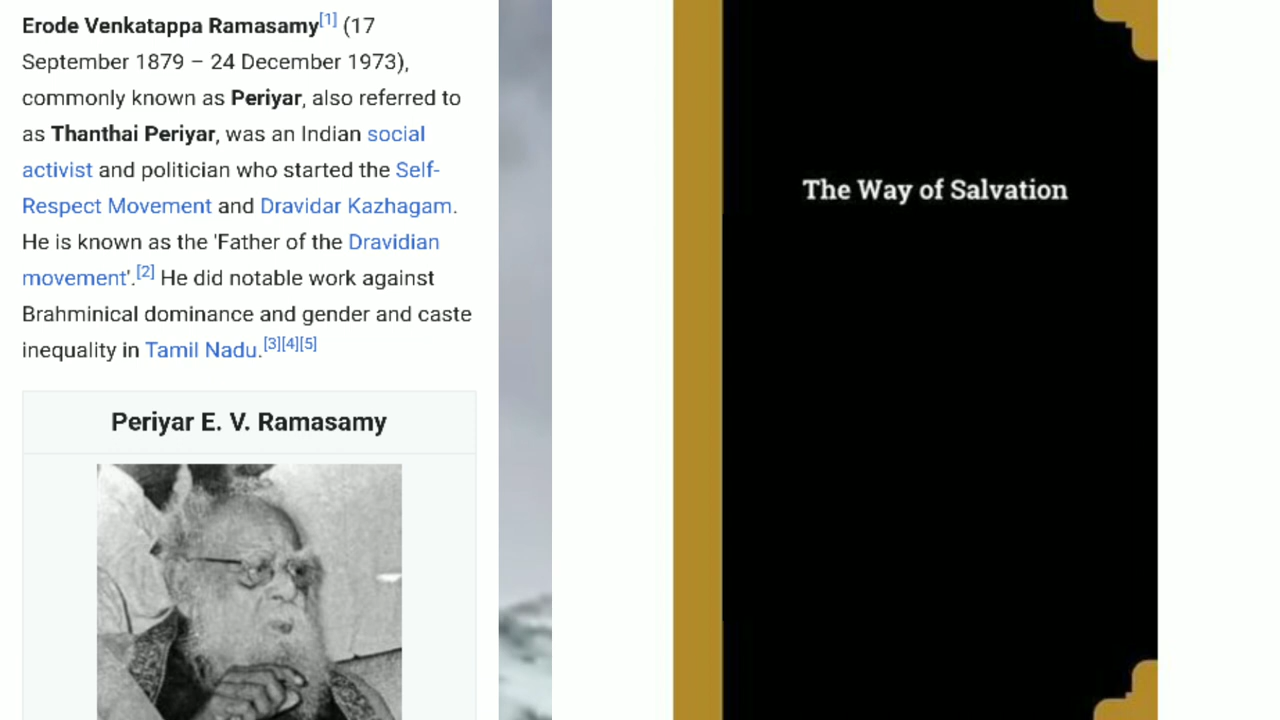 Erode Venkatappa Ramasamy[1] (17
September 1879 – 24 December 1973),
commonly known as Periyar, also referred to
as Thanthai Periyar, was an Indian social
activist and politician who started the Self-
Respect Movement and Dravidar Kazhagam.
He is known as the 'Father of the Dravidian
movement'.[2] He did notable work against
Brahminical dominance and gender and caste
inequality in Tamil Nadu.[3][4][5]
Periyar E. V. Ramasamy
The Way of Salvation